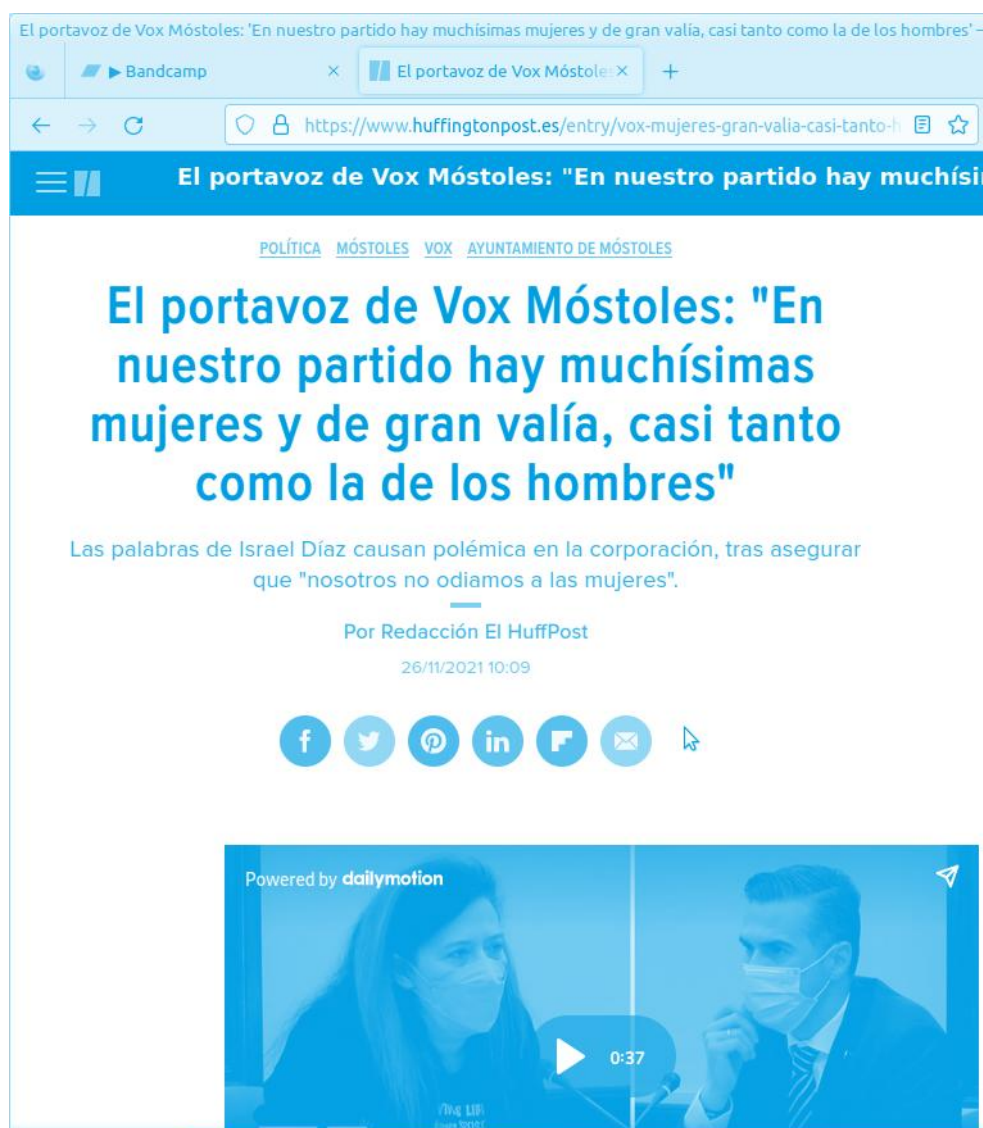 El portavoz de Vox Móstoles: 'En nuestro partido hay muchísimas mujeres y de gran valía, casi tanto como la de los hombres' –
▶ Bandcamp × El portavoz de Vox Móstole × +
https://www.huffingtonpost.es/entry/vox-mujeres-gran-valia-casi-tanto-h
El portavoz de Vox Móstoles: "En nuestro partido hay muchísi
POLÍTICA MÓSTOLES VOX AYUNTAMIENTO DE MÓSTOLES
El portavoz de Vox Móstoles: "En
nuestro partido hay muchísimas
mujeres y de gran valía, casi tanto
como la de los hombres"
Las palabras de Israel Díaz causan polémica en la corporación, tras asegurar
que "nosotros no odiamos a las mujeres".
Por Redacción El HuffPost
26/11/2021 10:09
Powered by dailymotion
0:37